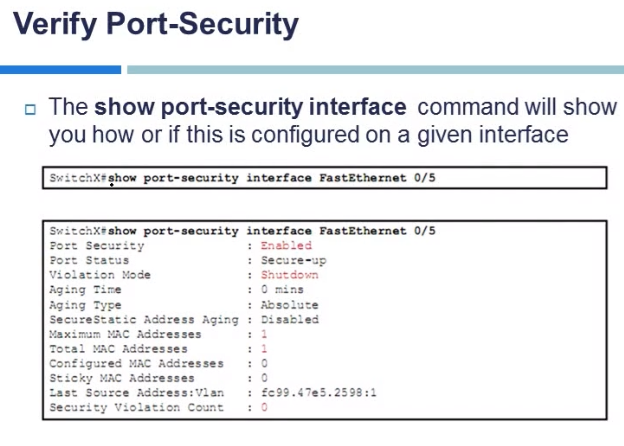 Verify Port-Security
The show port-security interface command will show
you how or if this is configured on a given interface
SwitchX#show port-security interface FastEthernet 0/5
SwitchX#show port-security interface FastEthernet 0/5
Port Security : Enabled
Port Status : Secure-up
Violation Mode : Shutdown
Aging Time : 0 mins
Aging Type : Absolute
SecureStatic Address Aging : Disabled
Maximum MAC Addresses : 1
Total MAC Addresses : 1
Configured MAC Addresses : 0
Sticky MAC Addresses : 0
Last Source Address:Vlan : fc99.47e5.2598:1
Security Violation Count : 0